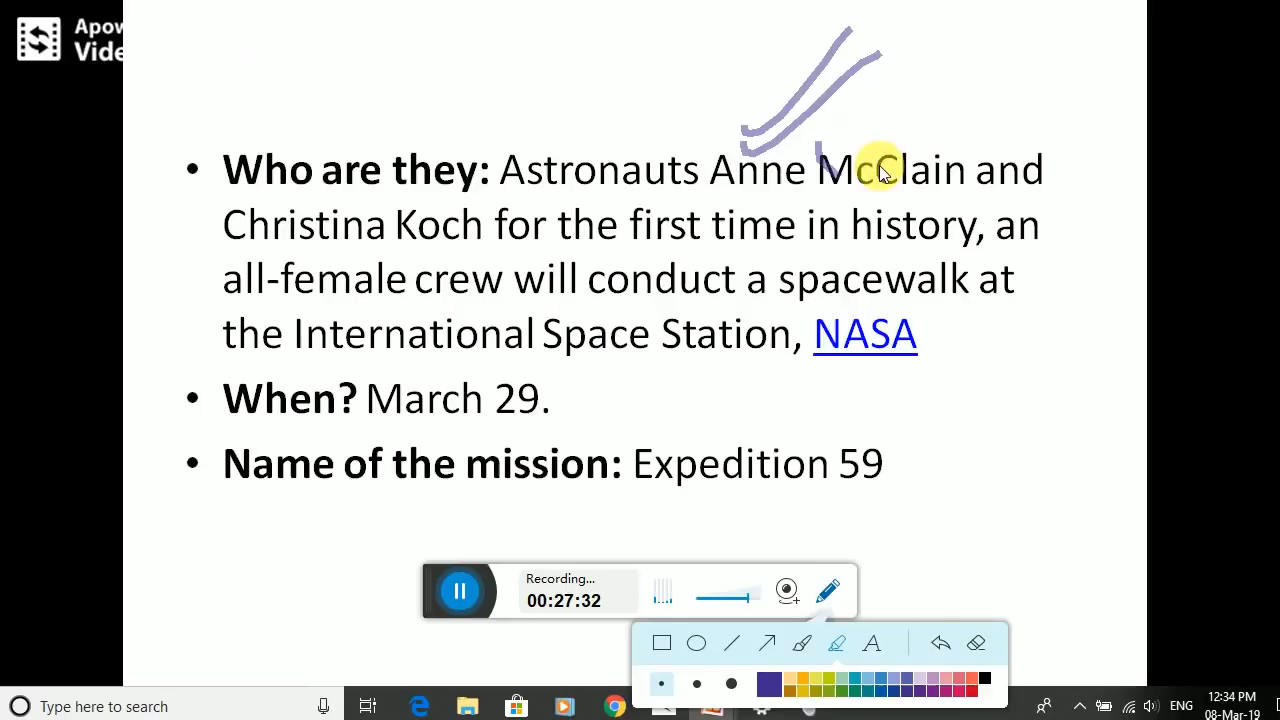 Apow
Vide
• Who are they: Astronauts Anne McClain and
Christina Koch for the first time in history, an
all-female crew will conduct a spacewalk at
the International Space Station, NASA
• When? March 29.
• Name of the mission: Expedition 59
Recording...
00:27:32
A
Type here to search
ENG
12:34 PM
08-Mar-19